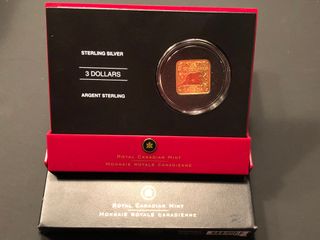 STERLING SILVER
3 DOLLARS
ARGENT STERLING
ROYAL CANADIAN MINT
MONNAIE ROYALE CANADIENNE
ROYAL CANADIAN MINT
MONNAIE ROYALE CANADIENNE